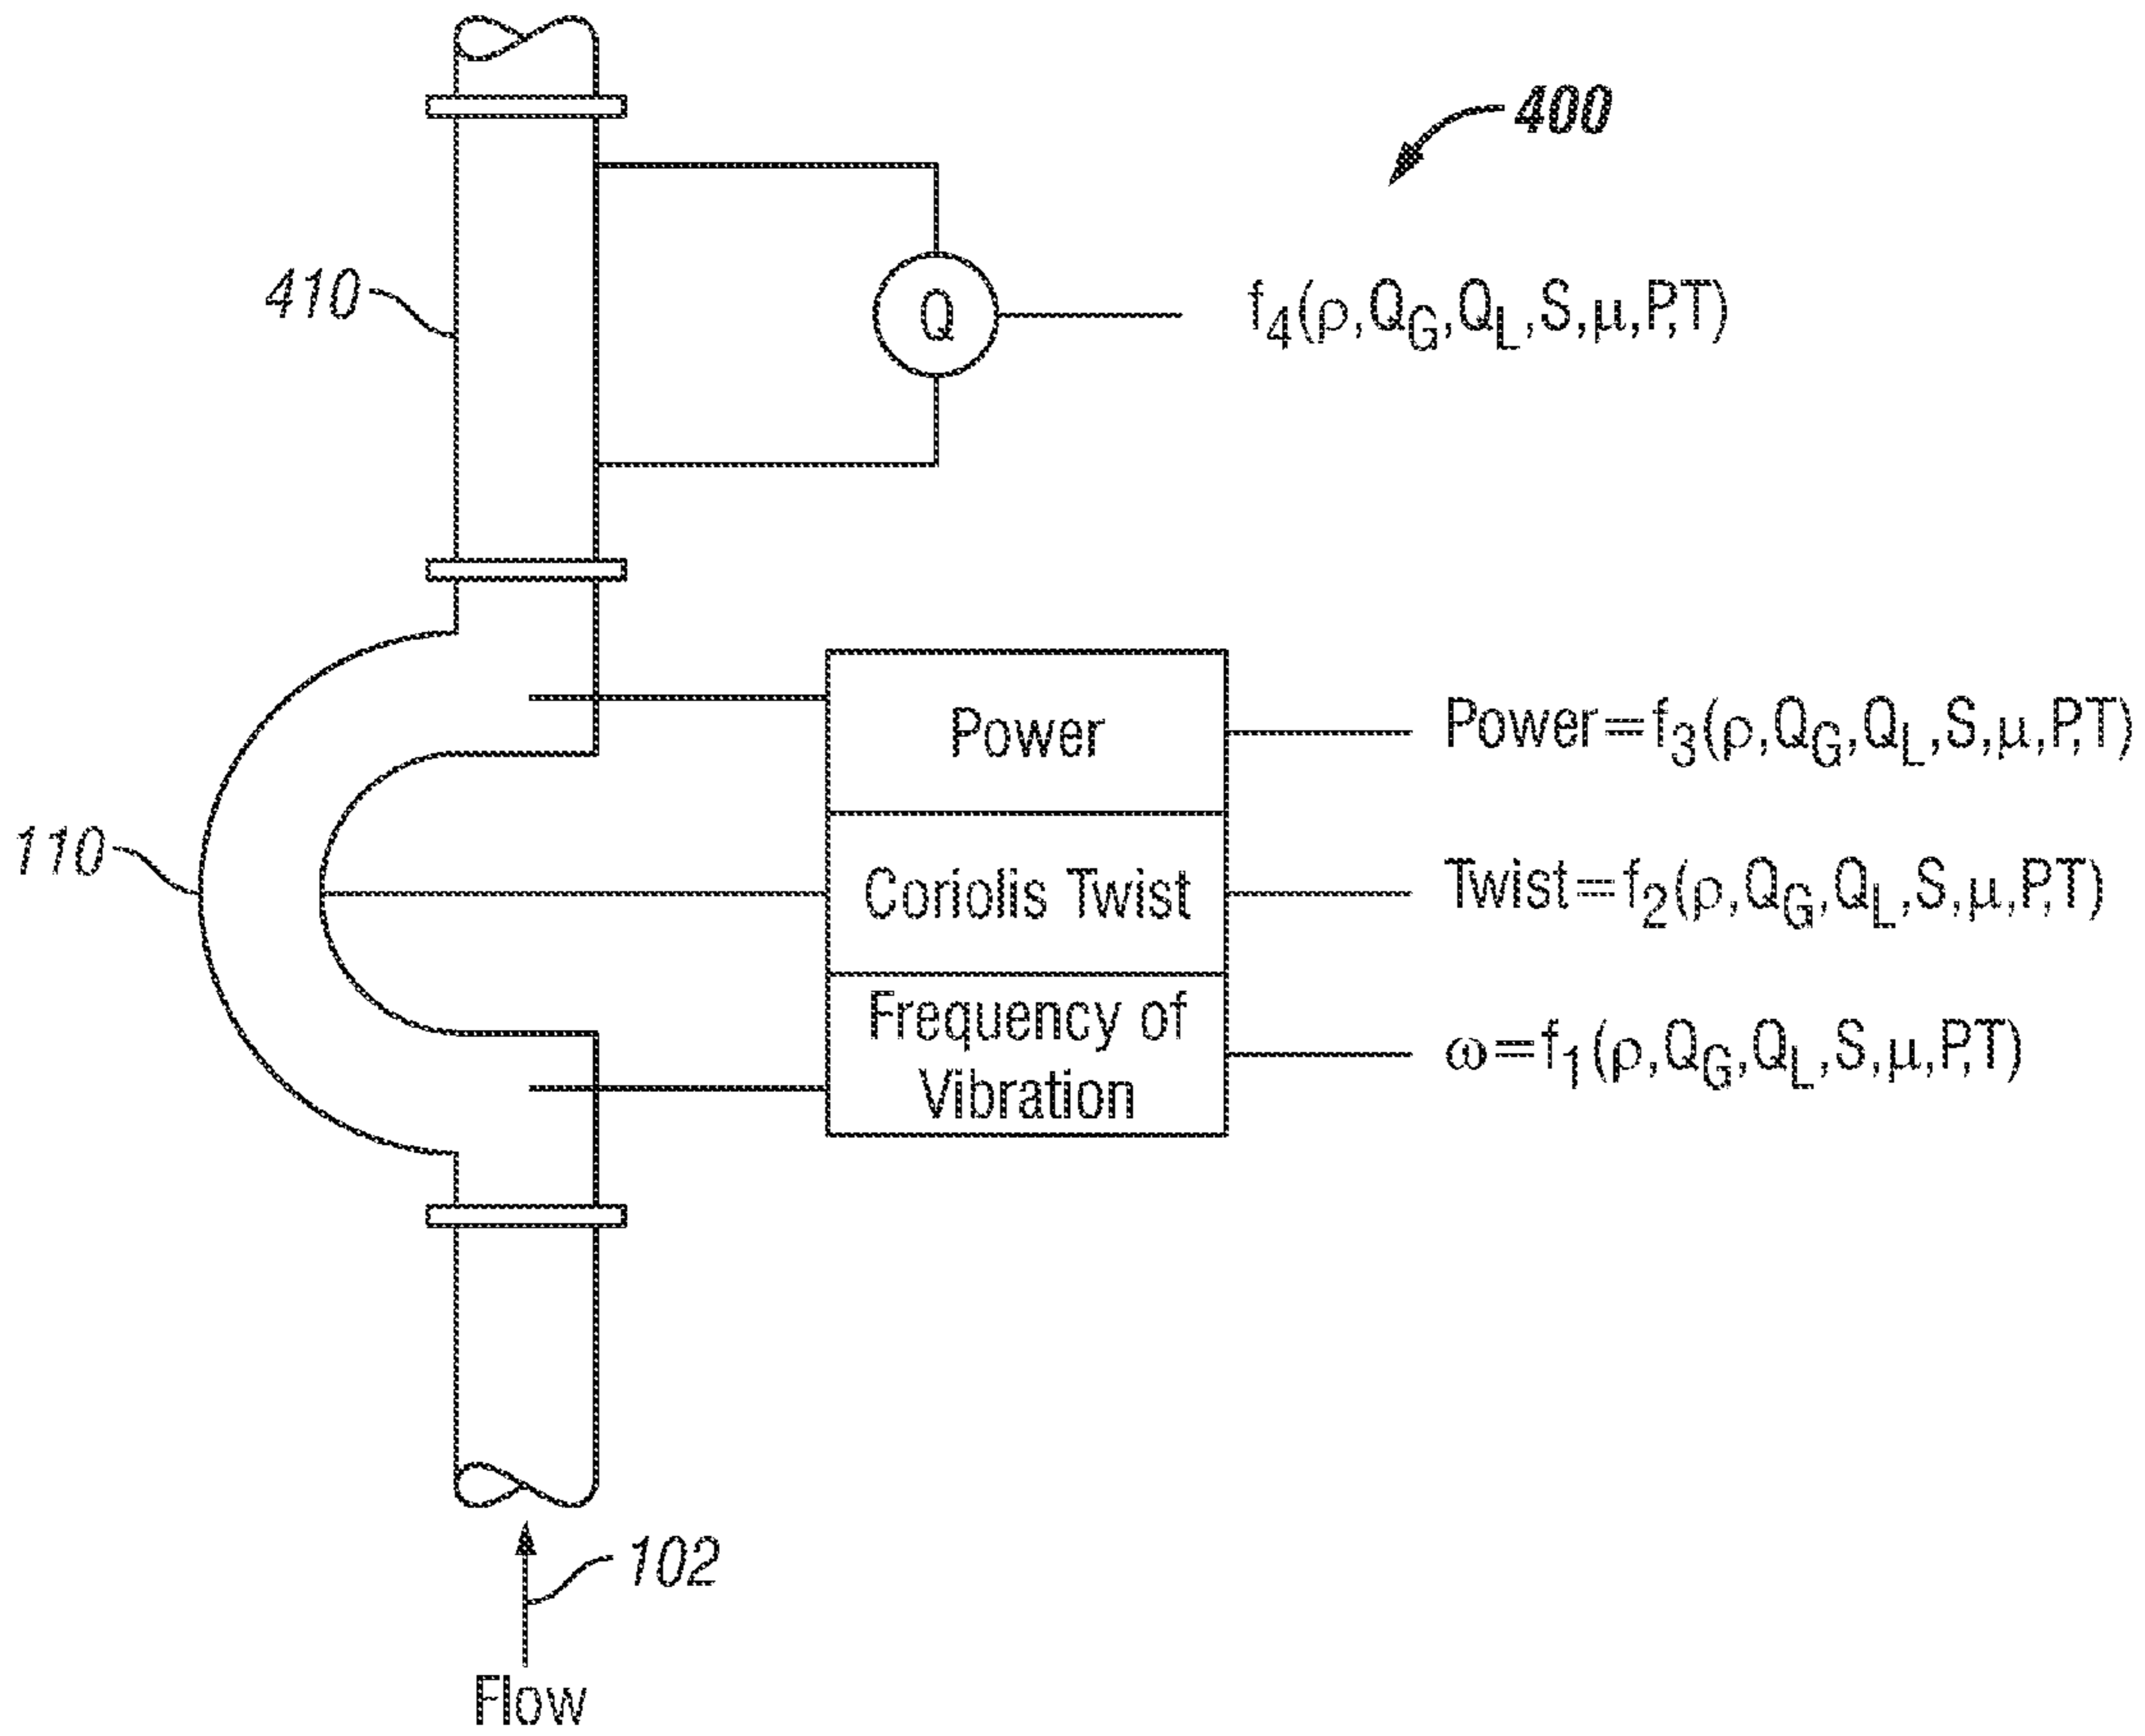 400
410
Q
f4(ρ,QG,QL,S,μ,P,T)
Power
Power=f3(ρ,QG,QL,S,μ,P,T)
110
Coriolis Twist
Twist=f2(ρ,QG,QL,S,μ,P,T)
Frequency of
Vibration
ω=f1(ρ,QG,QL,S,μ,P,T)
102
Flow